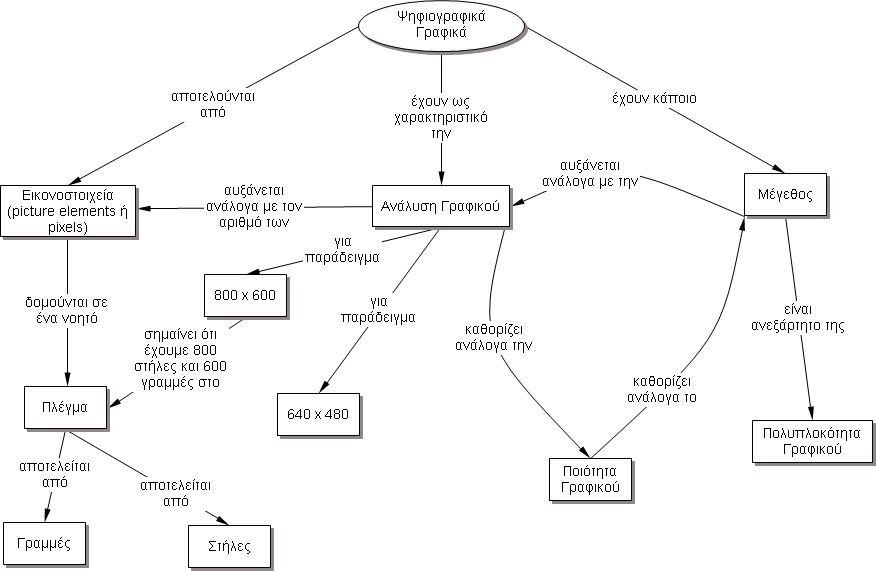 Ψηφιογραφικά
Γραφικά
αποτελούνται
από
έχουν ως
χαρακτηριστικό
την
έχουν κάποιο
Εικονοστοιχεία
(picture elements ή
pixels)
αυξάνεται
ανάλογα με τον
αριθμό των
Ανάλυση Γραφικού
αυξάνεται
ανάλογα με την
Μέγεθος
για
παράδειγμα
800 x 600
δομούνται σε
ένα νοητό
σημαίνει ότι
έχουμε 800
στήλες και 600
γραμμές στο
για
παράδειγμα
καθορίζει
ανάλογα την
είναι
ανεξάρτητο της
καθορίζει
ανάλογα το
Πλέγμα
640 x 480
Πολυπλοκότητα
Γραφικού
Ποιότητα
Γραφικού
αποτελείται
από
αποτελείται
από
Γραμμές
Στήλες